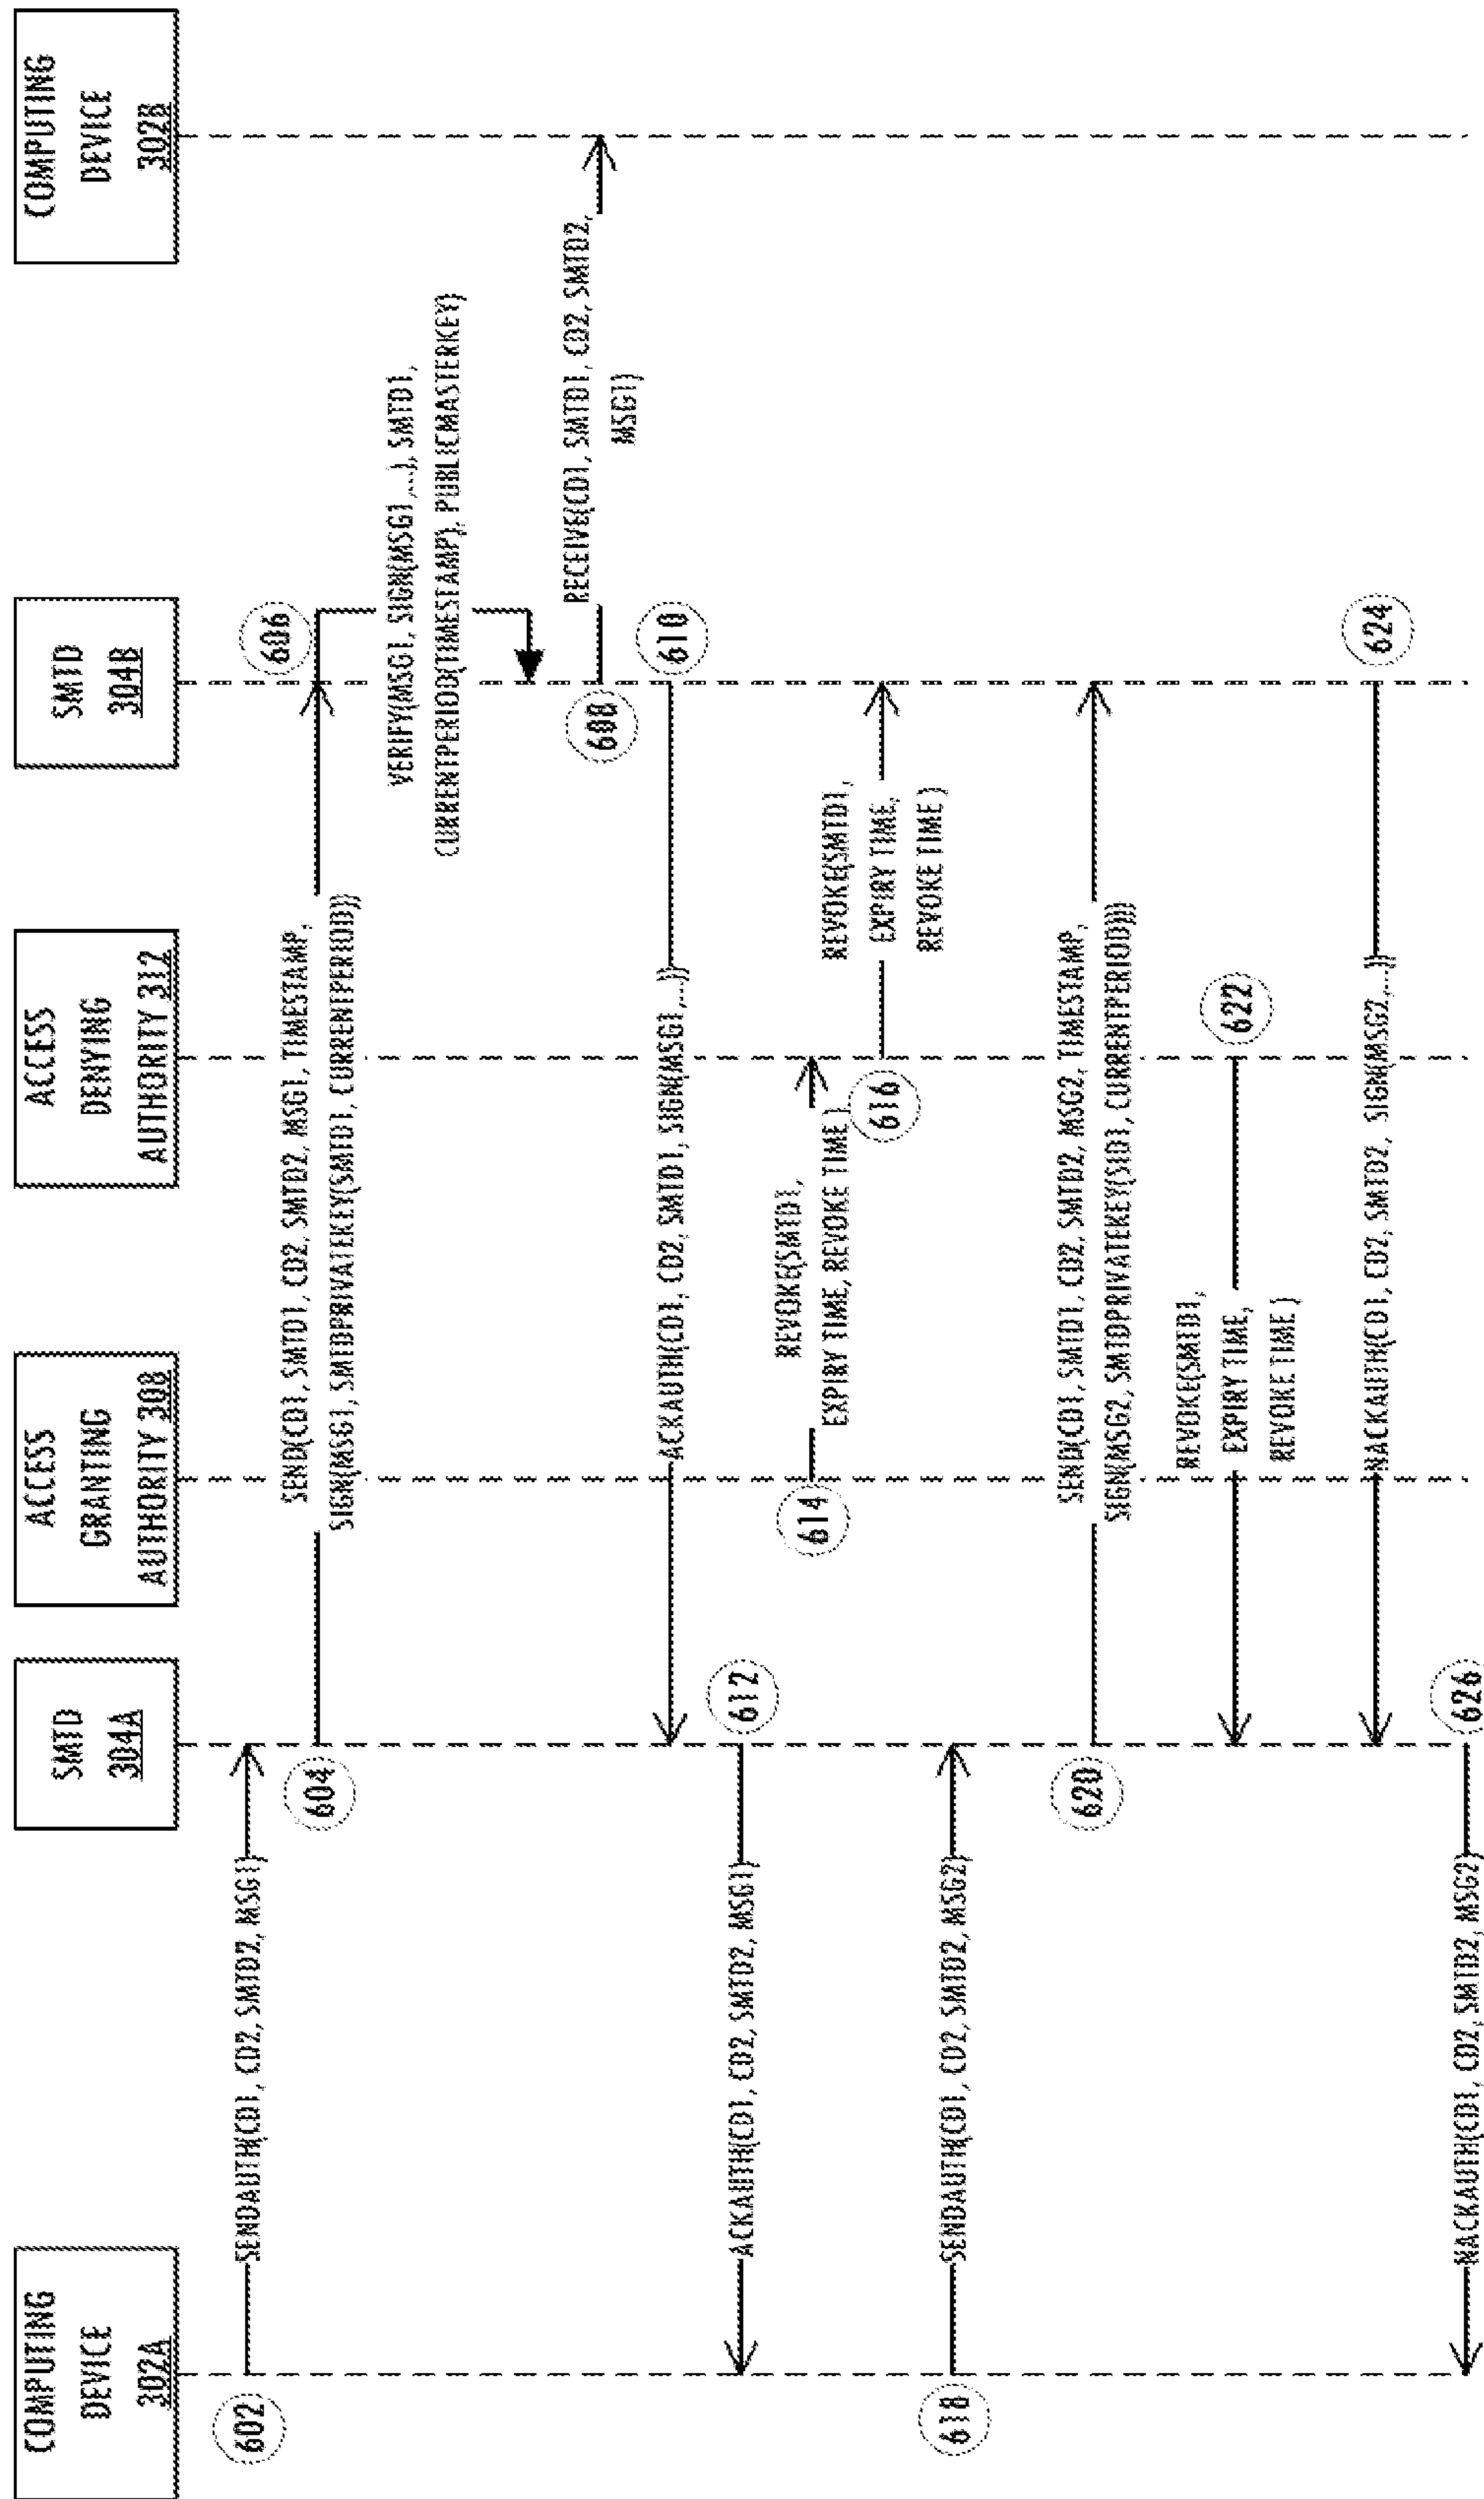 COMPUTING
DEVICE
302A
SMTD
304A
ACCESS
GRANTING
AUTHORITY 308
ACCESS
DENYING
AUTHORITY 312
SMTD
304B
COMPUTING
DEVICE
302B
602
SENDAUTH(CD1, CD2, SMTD2, MSG1)
604
SEND(CD1, SMTD1, CD2, SMTD2, MSG1, TIMESTAMP,
SIGN(MSG1, SMTDPRIVATEKEY(SMTD1, CURRENTPERIOD))
606
VERIFY(MSG1, SIGN(MSG1,...), SMTD1,
CURRENTPERIOD(TIMESTAMP), PUBLICMASTERKEY)
608
RECEIVE(CD1, SMTD1, CD2, SMTD2,
MSG1)
610
ACKAUTH(CD1, CD2, SMTD1, SIGN(MSG1,...))
612
ACKAUTH(CD1, CD2, SMTD2, MSG1)
614
REVOKE(SMTD1,
EXPIRY TIME, REVOKE TIME )
616
REVOKE(SMTD1,
EXPIRY TIME,
REVOKE TIME )
618
SENDAUTH(CD1, CD2, SMTD2, MSG2)
620
SEND(CD1, SMTD1, CD2, SMTD2, MSG2, TIMESTAMP,
SIGN(MSG2, SMTDPRIVATEKEY(SID1, CURRENTPERIOD)))
622
REVOKE(SMTD1,
EXPIRY TIME,
REVOKE TIME )
624
NACKAUTH(CD1, CD2, SMTD2, SIGN(MSG2,...))
626
NACKAUTH(CD1, CD2, SMTD2, MSG2)